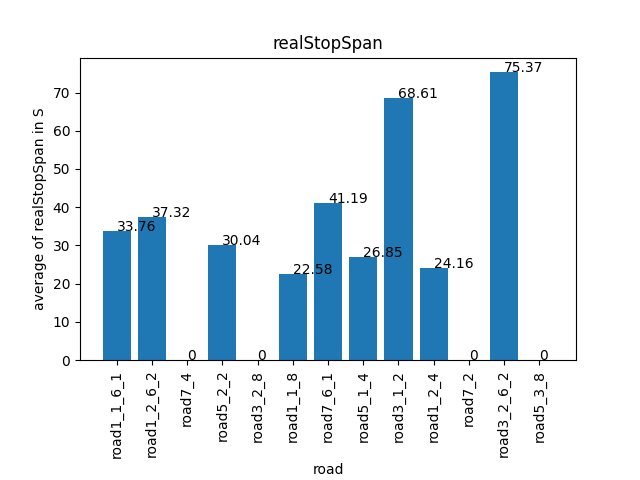 realStopSpan
average of realStopSpan in S
70
60
50
40
30
20
10
0
33.76
37.32
0
30.04
0
22.58
41.19
26.85
68.61
24.16
0
75.37
0
road1_1_6_1
road1_2_6_2
road7_4
road5_2_2
road3_2_8
road1_1_8
road7_6_1
road5_1_4
road3_1_2
road1_2_4
road7_2
road3_2_6_2
road5_3_8
road